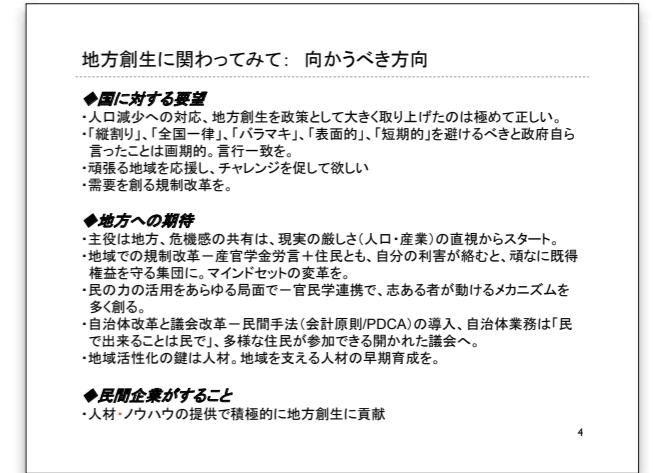 地方創生に関わってみて： 向かうべき方向
◆国に対する要望
・人口減少への対応、地方創生を政策として大きく取り上げたのは極めて正しい。
・「縦割り」、「全国一律」、「バラマキ」、「表面的」、「短期的」を避けるべきと政府自ら
言ったことは画期的。言行一致を。
・頑張る地域を応援し、チャレンジを促して欲しい
・需要を創る規制改革を。
◆地方への期待
・主役は地方、危機感の共有は、現実の厳しさ（人口・産業）の直視からスタート。
・地域での規制改革－産官学金労言＋住民とも、自分の利害が絡むと、頑なに既得
権益を守る集団に。マインドセットの変革を。
・民の力の活用をあらゆる局面で－官民学連携で、志ある者が動けるメカニズムを
多く創る。
・自治体改革と議会改革－民間手法（会計原則/PDCA）の導入、自治体業務は「民
で出来ることは民で」、多様な住民が参加できる開かれた議会へ。
・地域活性化の鍵は人材。地域を支える人材の早期育成を。
◆民間企業がすること
・人材・ノウハウの提供で積極的に地方創生に貢献
4